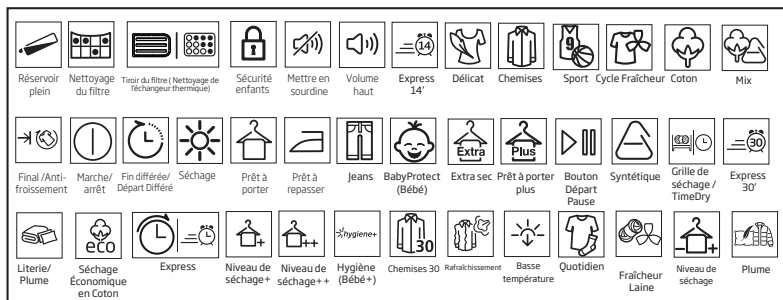 14
9
Réservoir plein
Nettoyage du filtre
Tiroir du filtre ( Nettoyage de l'échangeur thermique)
Sécurité enfants
Mettre en sourdine
Volume haut
Express 14'
Délicat
Chemises
Sport
Cycle Fraîcheur
Coton
Mix
Extra
Plus
30
Final /Anti-froissement
Marche/ arrêt
Fin différée/ Départ Différé
Séchage
Prêt à porter
Prêt à repasser
Jeans
BabyProtect (Bébé)
Extra sec
Prêt à porter plus
Bouton Départ Pause
Syntétique
Grille de séchage / TimeDry
Express 30'
eco
hygiene+
30
Literie/ Plume
Séchage Économique en Coton
Express
Niveau de séchage+
Niveau de séchage++
Hygiène (Bébé+)
Chemises 30
Rafraîchissement
Basse température
Quotidien
Fraîcheur Laine
Niveau de séchage
Plume